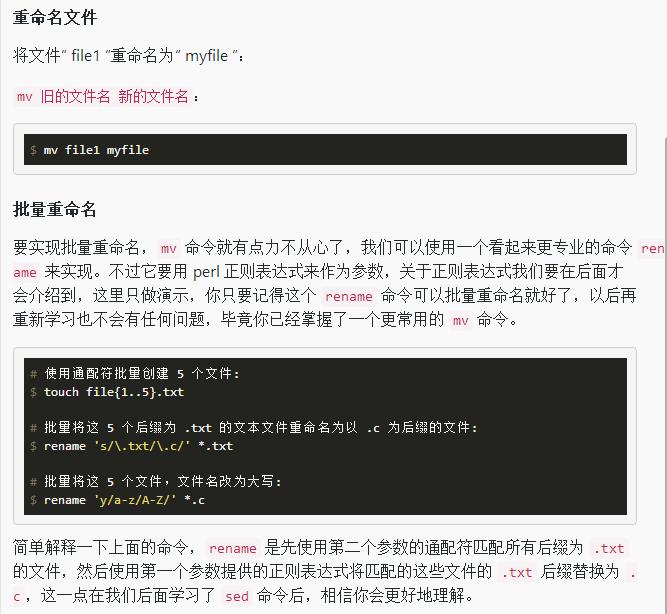 重命名文件
将文件“ file1 ”重命名为“ myfile ”：
mv 旧的文件名 新的文件名 ：
$ mv file1 myfile
批量重命名
要实现批量重命名， mv 命令就有点力不从心了，我们可以使用一个看起来更专业的命令 ren
ame 来实现。不过它要用 perl 正则表达式来作为参数，关于正则表达式我们要在后面才
会介绍到，这里只做演示，你只要记得这个 rename 命令可以批量重命名就好了，以后再
重新学习也不会有任何问题，毕竟你已经掌握了一个更常用的 mv 命令。
# 使用通配符批量创建 5 个文件:
$ touch file{1..5}.txt
# 批量将这 5 个后缀为 .txt 的文本文件重命名为以 .c 为后缀的文件:
$ rename 's/\.txt/\.c/' *.txt
# 批量将这 5 个文件，文件名改为大写:
$ rename 'y/a-z/A-Z/' *.c
简单解释一下上面的命令， rename 是先使用第二个参数的通配符匹配所有后缀为 .txt
的文件，然后使用第一个参数提供的正则表达式将匹配的这些文件的 .txt 后缀替换为 .
c ，这一点在我们后面学习了 sed 命令后，相信你会更好地理解。